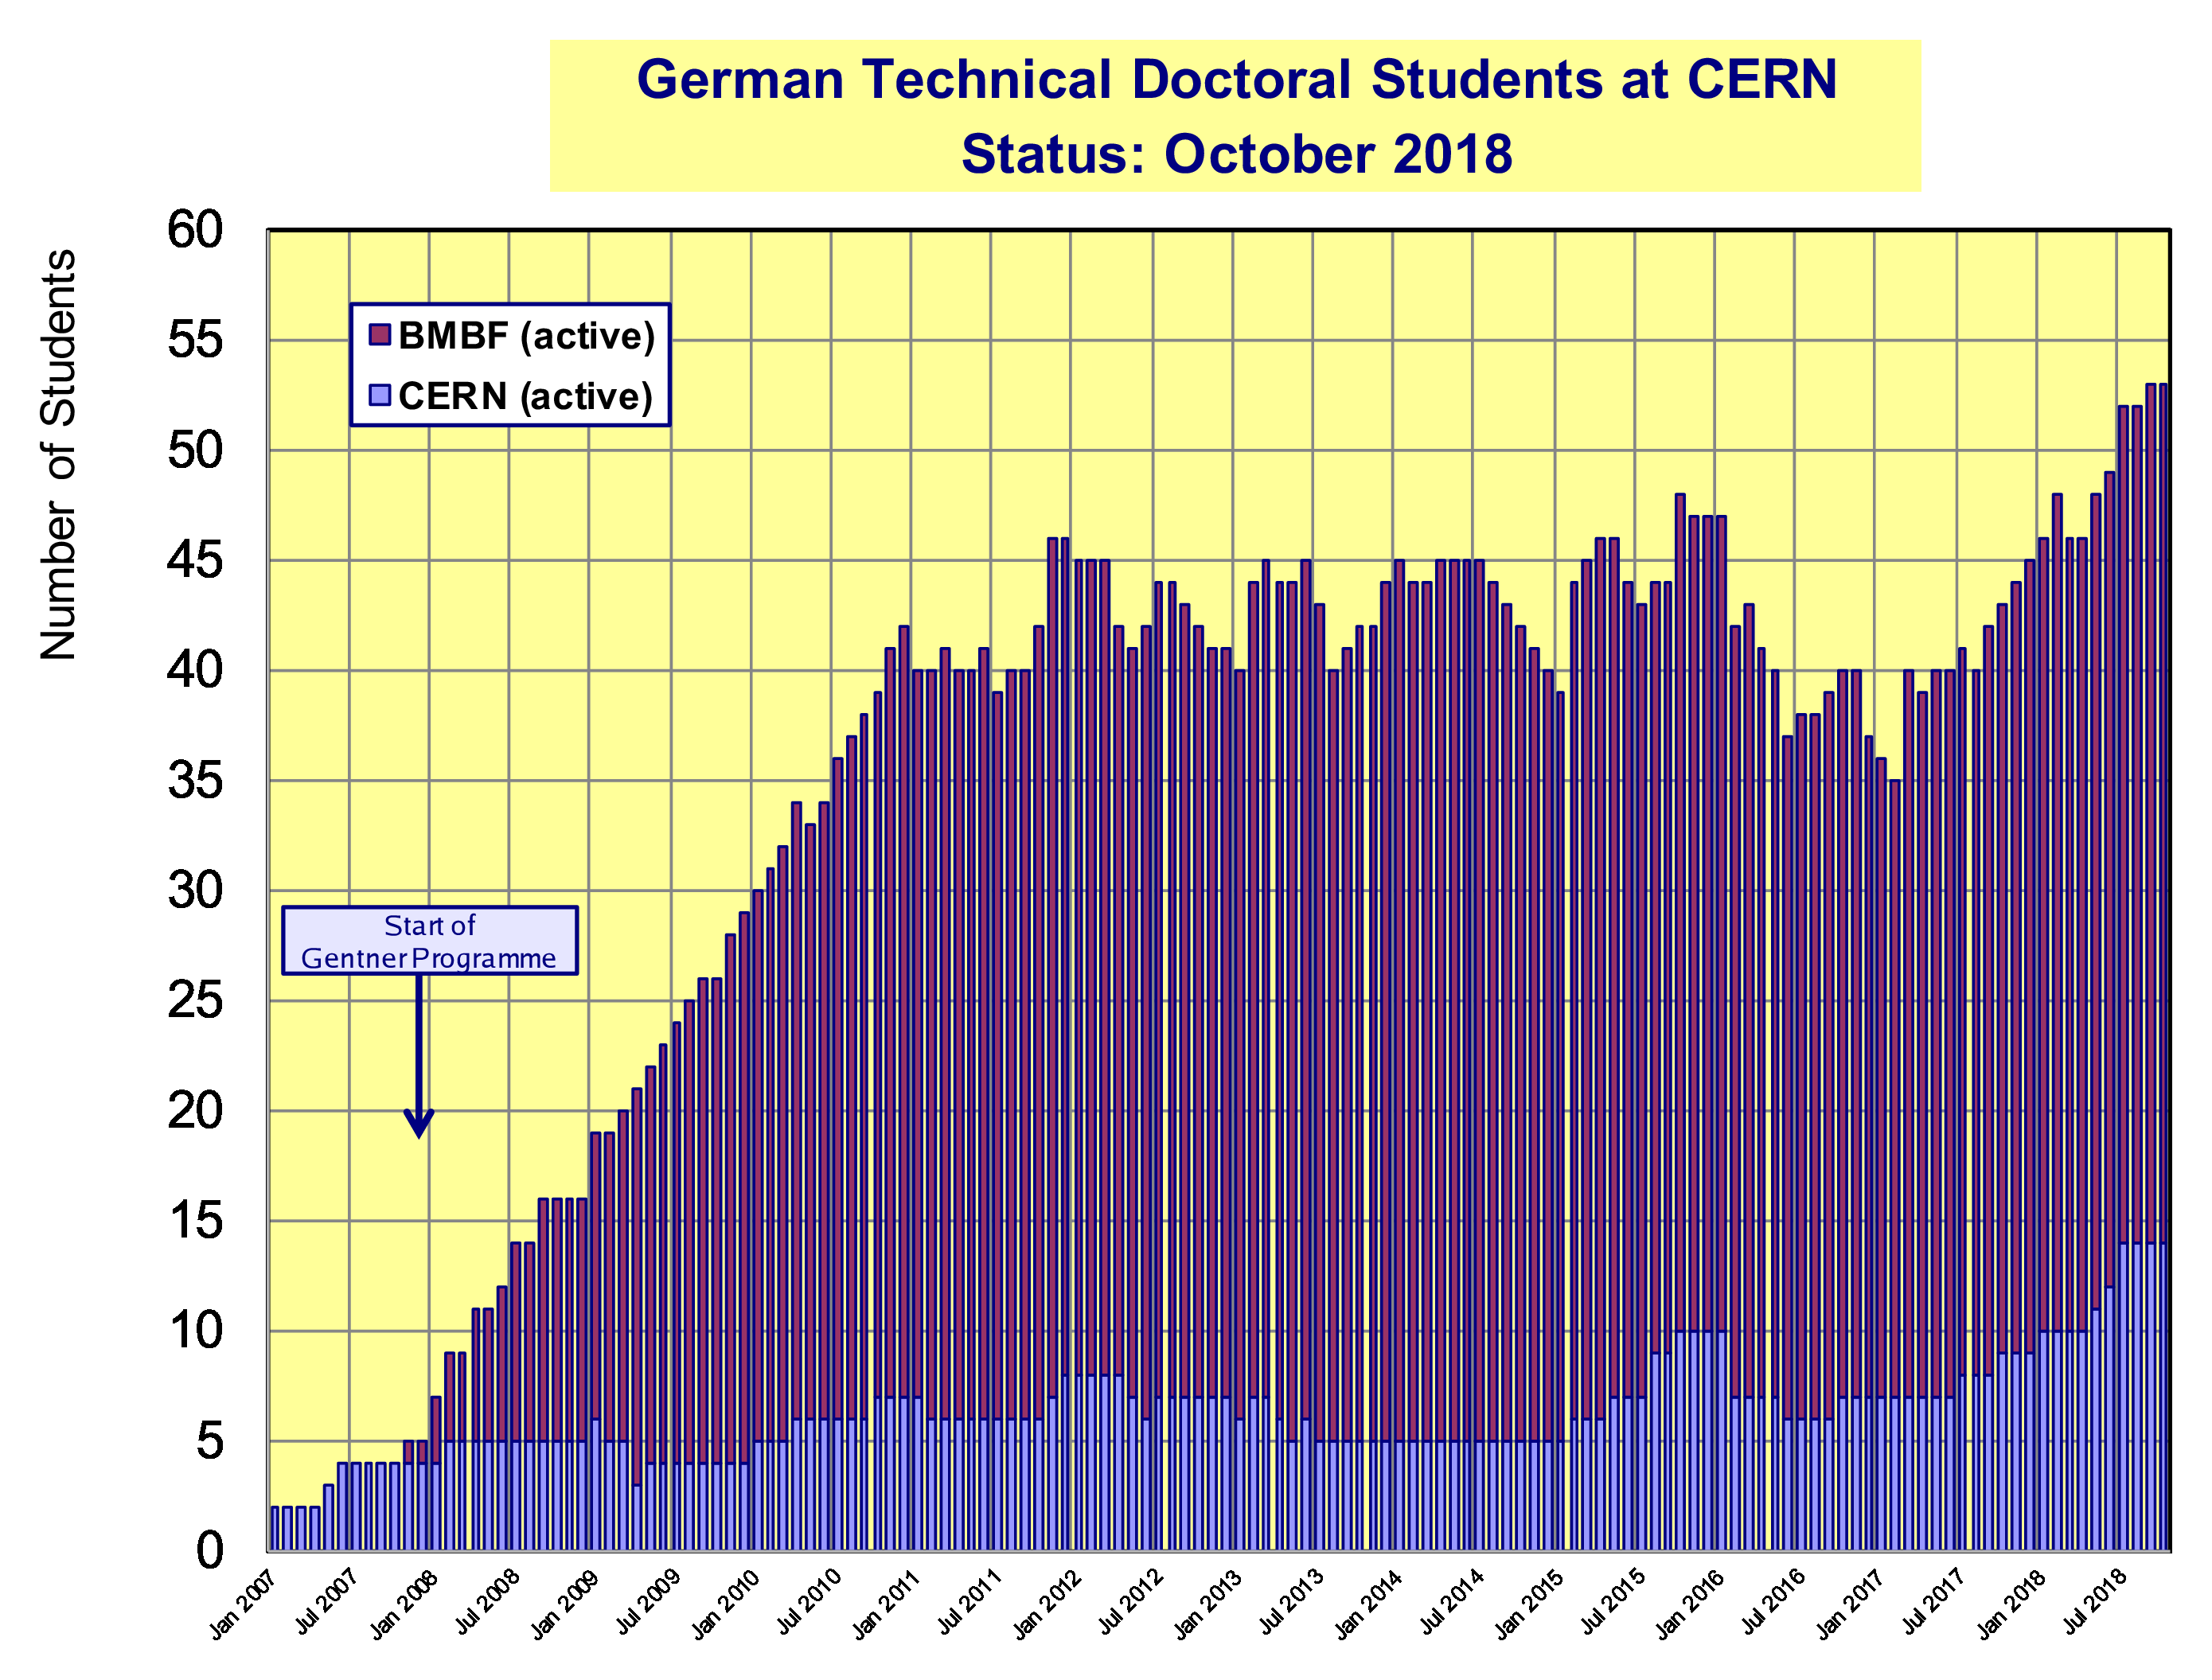 German Technical Doctoral Students at CERN
Status: October 2018
Number of Students
60
55
50
45
40
35
30
25
20
15
10
5
0
BMBF (active)
CERN (active)
Start of
Gentner Programme
Jan 2007
Jul 2007
Jan 2008
Jul 2008
Jan 2009
Jul 2009
Jan 2010
Jul 2010
Jan 2011
Jul 2011
Jan 2012
Jul 2012
Jan 2013
Jul 2013
Jan 2014
Jul 2014
Jan 2015
Jul 2015
Jan 2016
Jul 2016
Jan 2017
Jul 2017
Jan 2018
Jul 2018